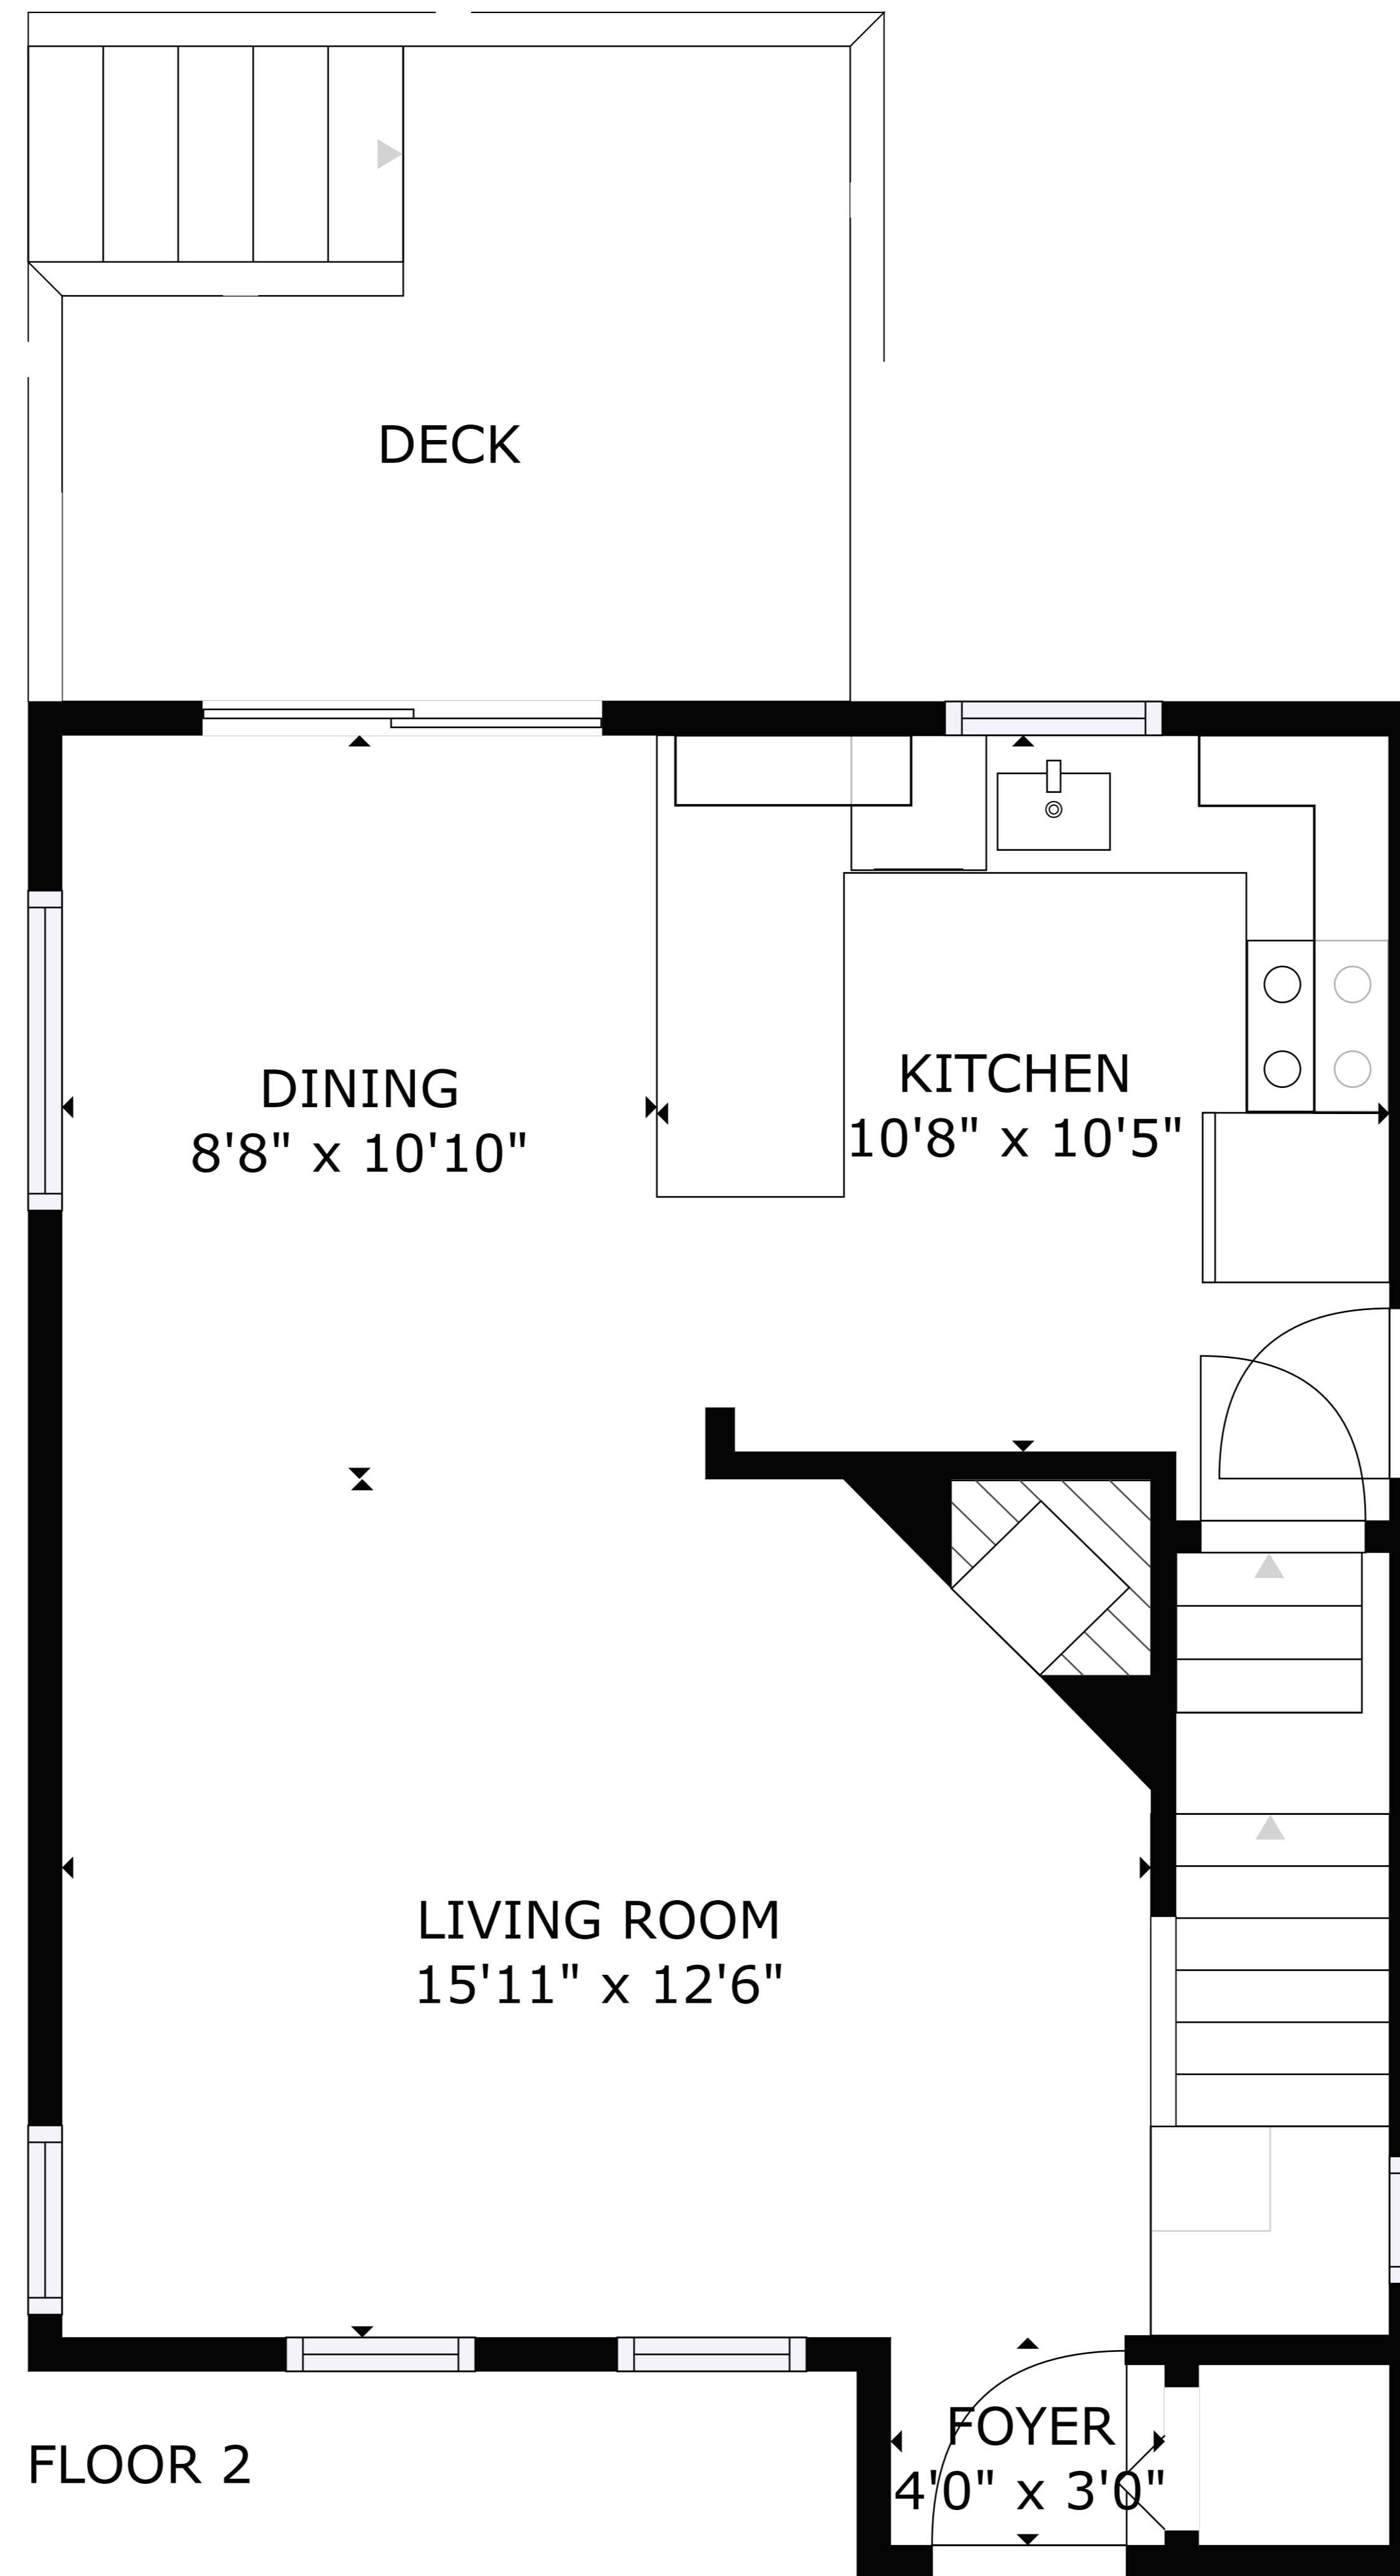 DECK
DINING
8'8" x 10'10"
KITCHEN
10'8" x 10'5"
LIVING ROOM
15'11" x 12'6"
FOYER
4'0" x 3'0"
FLOOR 2